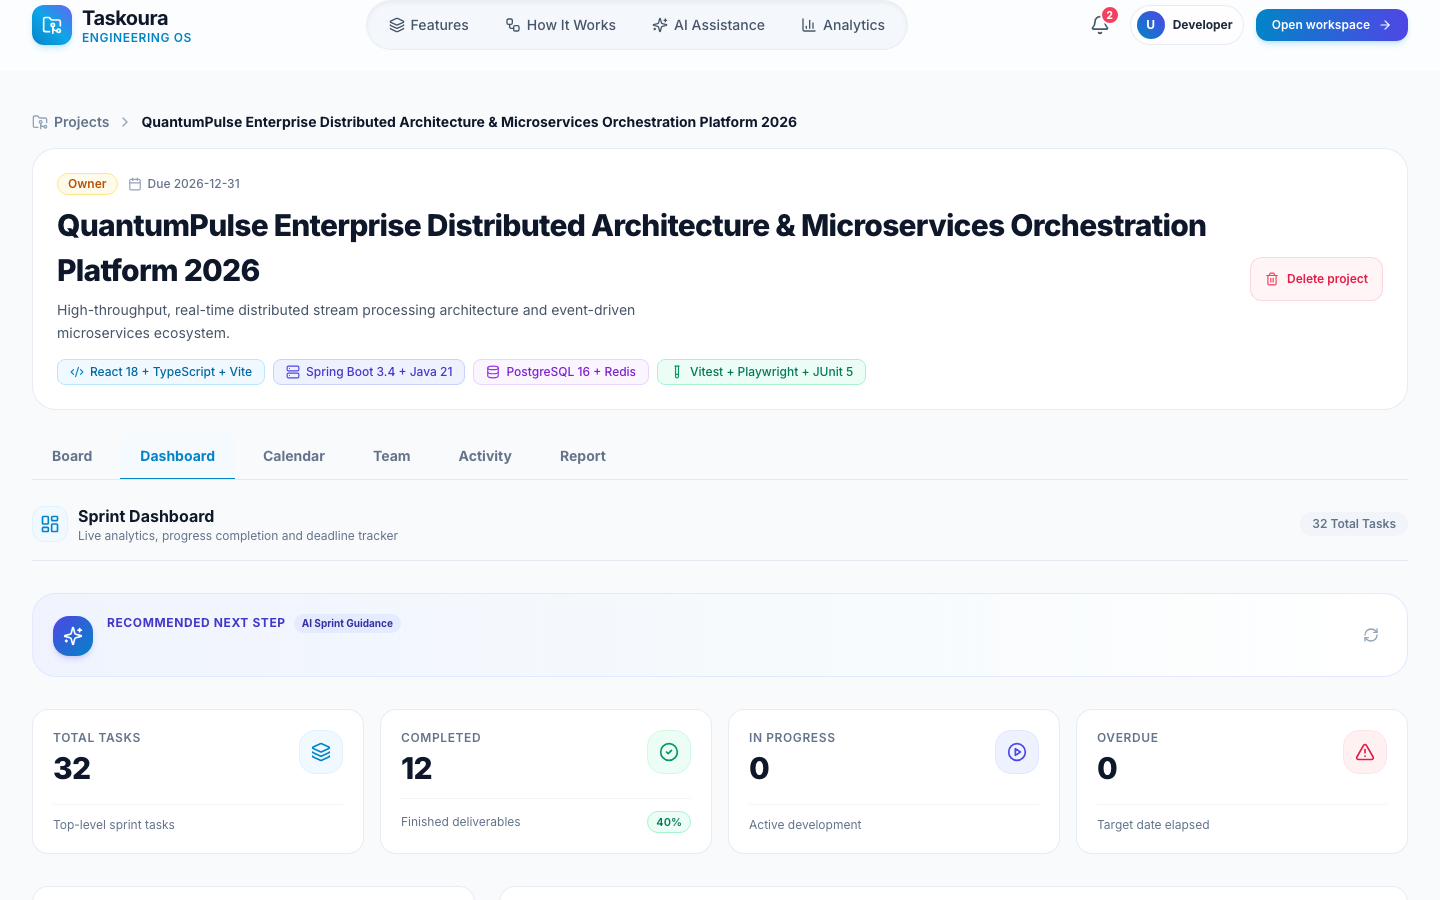 Taskoura
ENGINEERING OS
Features
How It Works
AI Assistance
Analytics
2
U
Developer
Open workspace
Projects
QuantumPulse Enterprise Distributed Architecture & Microservices Orchestration Platform 2026
Owner
Due 2026-12-31
QuantumPulse Enterprise Distributed Architecture & Microservices Orchestration
Platform 2026
Delete project
High-throughput, real-time distributed stream processing architecture and event-driven
microservices ecosystem.
React 18 + TypeScript + Vite
Spring Boot 3.4 + Java 21
PostgreSQL 16 + Redis
Vitest + Playwright + JUnit 5
Board
Dashboard
Calendar
Team
Activity
Report
Sprint Dashboard
Live analytics, progress completion and deadline tracker
32 Total Tasks
RECOMMENDED NEXT STEP
AI Sprint Guidance
TOTAL TASKS
32
Top-level sprint tasks
COMPLETED
12
Finished deliverables
40%
IN PROGRESS
0
Active development
OVERDUE
0
Target date elapsed